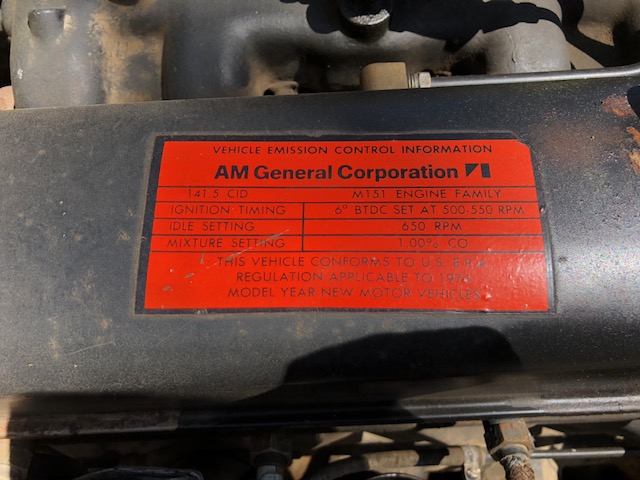 VEHICLE EMISSION CONTROL INFORMATION
AM General Corporation
141.5 CID M151 ENGINE FAMILY
IGNITION TIMING 6° BTDC SET AT 500-550 RPM
IDLE SETTING 650 RPM
MIXTURE SETTING 1.00% CO
THIS VEHICLE CONFORMS TO U.S. E.P.A.
REGULATION APPLICABLE TO
MODEL YEAR NEW MOTOR VEHICLES